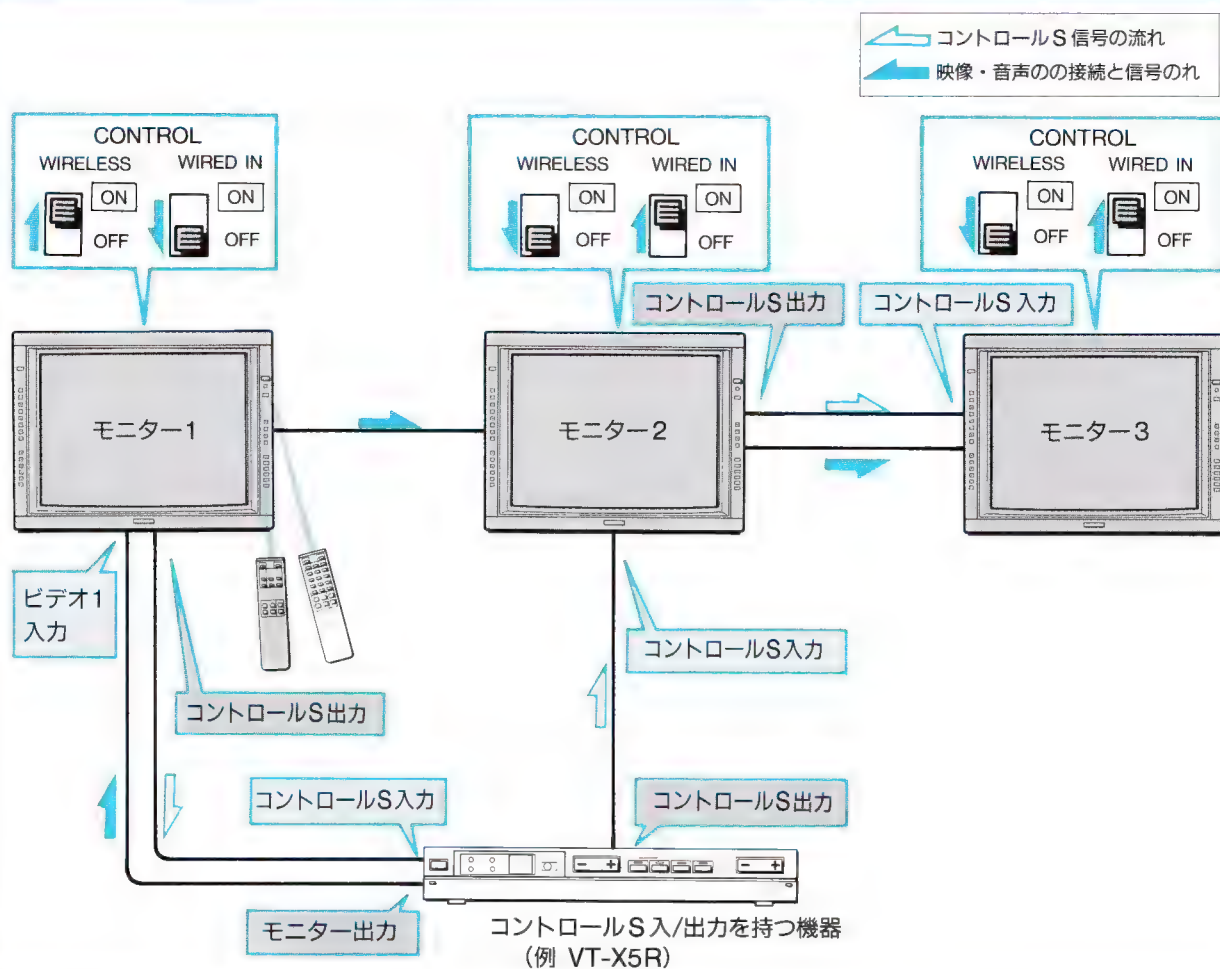 コントロールS信号の流れ
映像・音声のの接続と信号のれ
CONTROL
WIRELESS WIRED IN
ON ON
OFF OFF
CONTROL
WIRELESS WIRED IN
ON ON
OFF OFF
CONTROL
WIRELESS WIRED IN
ON ON
OFF OFF
コントロールS出力
コントロールS入力
モニター1
モニター2
モニター3
ビデオ1
入力
コントロールS入力
コントロールS出力
コントロールS入力
コントロールS出力
モニター出力
コントロールS入/出力を持つ機器
(例 VT-X5R)